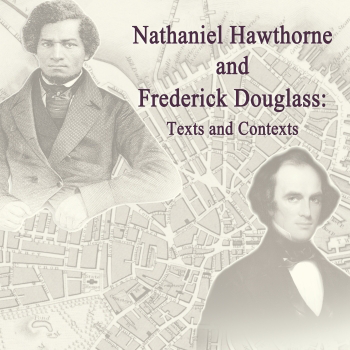 Nathaniel Hawthorne
and
Frederick Douglass:
Texts and Contexts